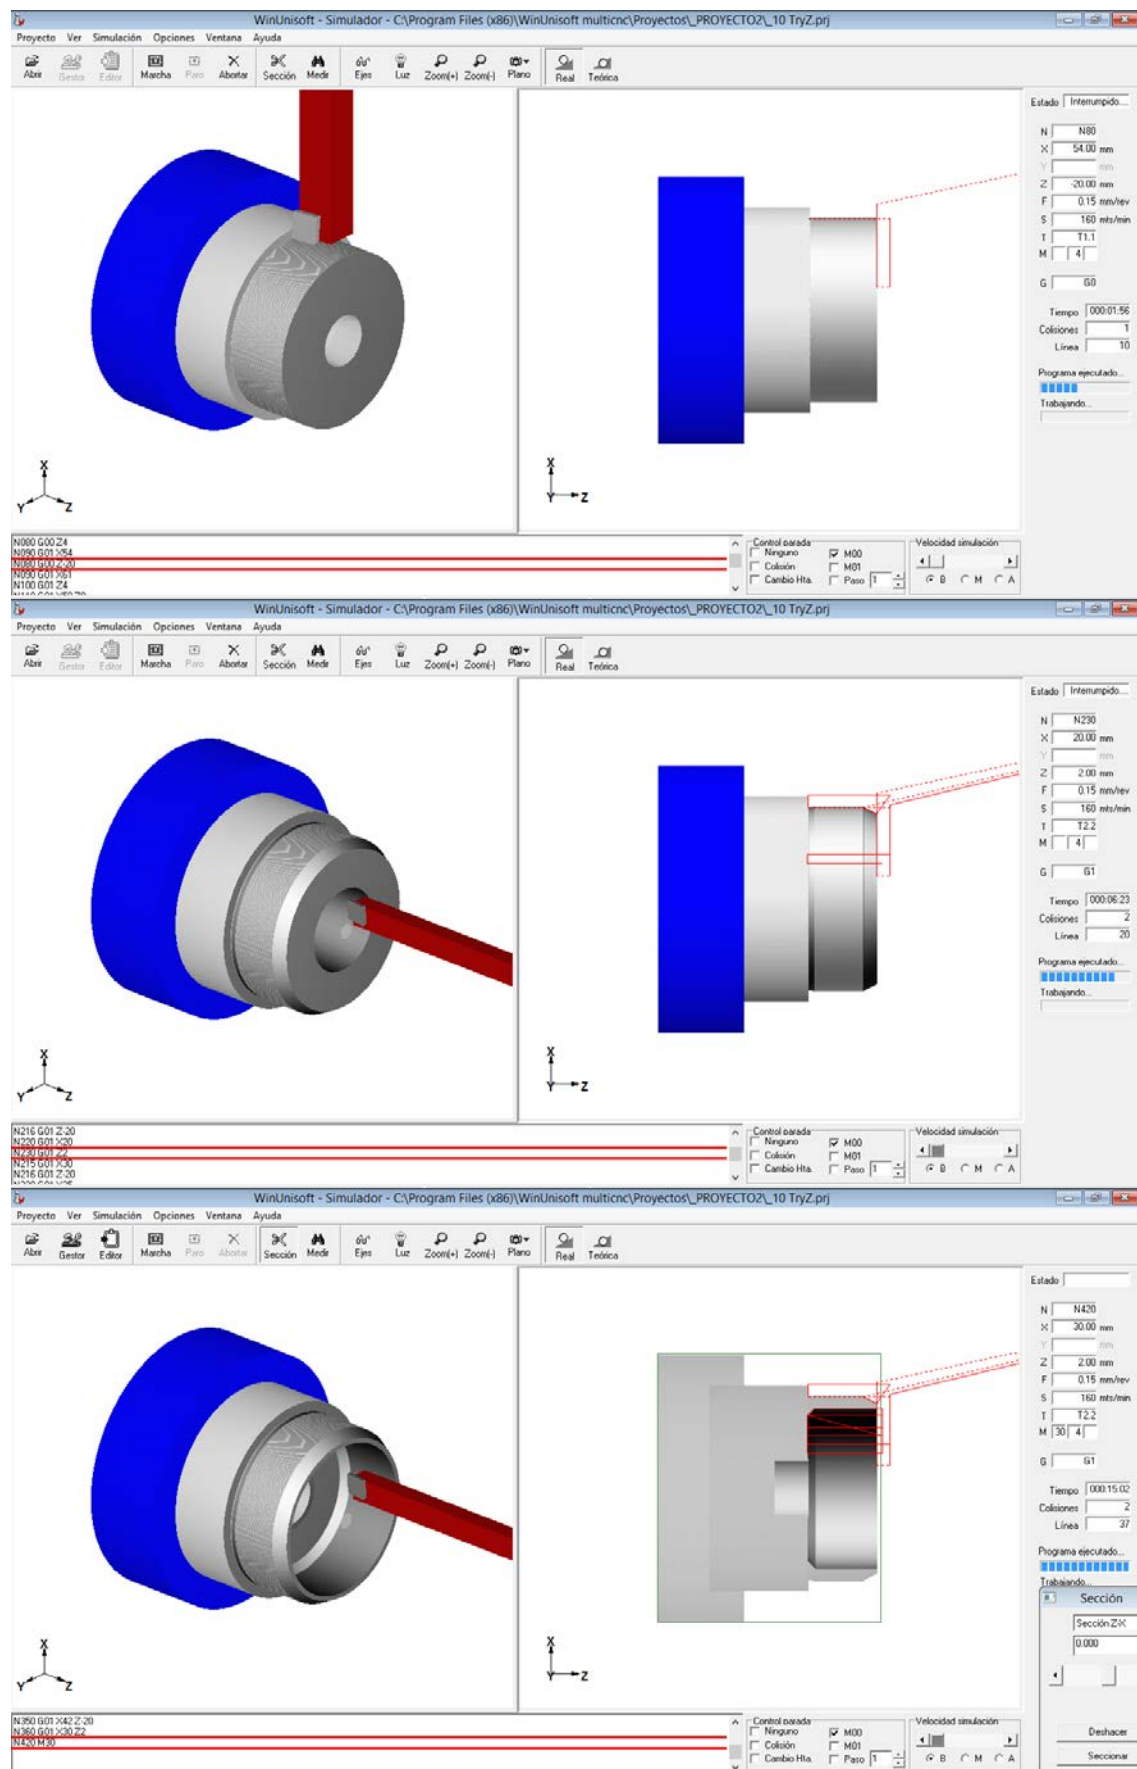 WinUnisoft - Simulador - C:\Program Files (x86)\WinUnisoft multicnc\Proyectos\_PROYECTO2\_10 TryZ.prj
Proyecto Ver Simulación Opciones Ventana Ayuda
Abrir Gestor Editor Marcha Paro Abortar Sección Medir Ejes Luz Zoom(+) Zoom(-) Plano Real Teórica
Estado Interrumpido...
N N80
X 54.00 mm
Y mm
Z -20.00 mm
F 0.15 mm/rev
S 160 mts/min
T T1.1
M 4
G G0
Tiempo 000:01:56
Colisiones 1
Línea 10
Programa ejecutado...
Trabajando...
X
Y Z
X
Y Z
N080 G00 Z4
N090 G01 X54
N080 G00 Z-20
N090 G01 X61
N100 G01 Z4
Control parada
Ninguno M00
Colisión M01
Cambio Hta. Paso 1
Velocidad simulación
B M A
WinUnisoft - Simulador - C:\Program Files (x86)\WinUnisoft multicnc\Proyectos\_PROYECTO2\_10 TryZ.prj
Proyecto Ver Simulación Opciones Ventana Ayuda
Abrir Gestor Editor Marcha Paro Abortar Sección Medir Ejes Luz Zoom(+) Zoom(-) Plano Real Teórica
Estado Interrumpido...
N N230
X 20.00 mm
Y mm
Z 2.00 mm
F 0.15 mm/rev
S 160 mts/min
T T2.2
M 4
G G1
Tiempo 000:06:23
Colisiones 2
Línea 20
Programa ejecutado...
Trabajando...
X
Y Z
X
Y Z
N216 G01 Z-20
N220 G01 X20
N230 G01 Z2
N215 G01 X30
N216 G01 Z-20
Control parada
Ninguno M00
Colisión M01
Cambio Hta. Paso 1
Velocidad simulación
B M A
WinUnisoft - Simulador - C:\Program Files (x86)\WinUnisoft multicnc\Proyectos\_PROYECTO2\_10 TryZ.prj
Proyecto Ver Simulación Opciones Ventana Ayuda
Abrir Gestor Editor Marcha Paro Abortar Sección Medir Ejes Luz Zoom(+) Zoom(-) Plano Real Teórica
Estado
N N420
X 30.00 mm
Y mm
Z 2.00 mm
F 0.15 mm/rev
S 160 mts/min
T T2.2
M 30 4
G G1
Tiempo 000:15:02
Colisiones 2
Línea 37
Programa ejecutado...
Trabajando...
Sección
Sección Z-X
0.000
Deshacer
Seccionar
X
Y Z
X
Y Z
N350 G01 X42 Z-20
N360 G01 X30 Z2
N420 M30
Control parada
Ninguno M00
Colisión M01
Cambio Hta. Paso 1
Velocidad simulación
B M A